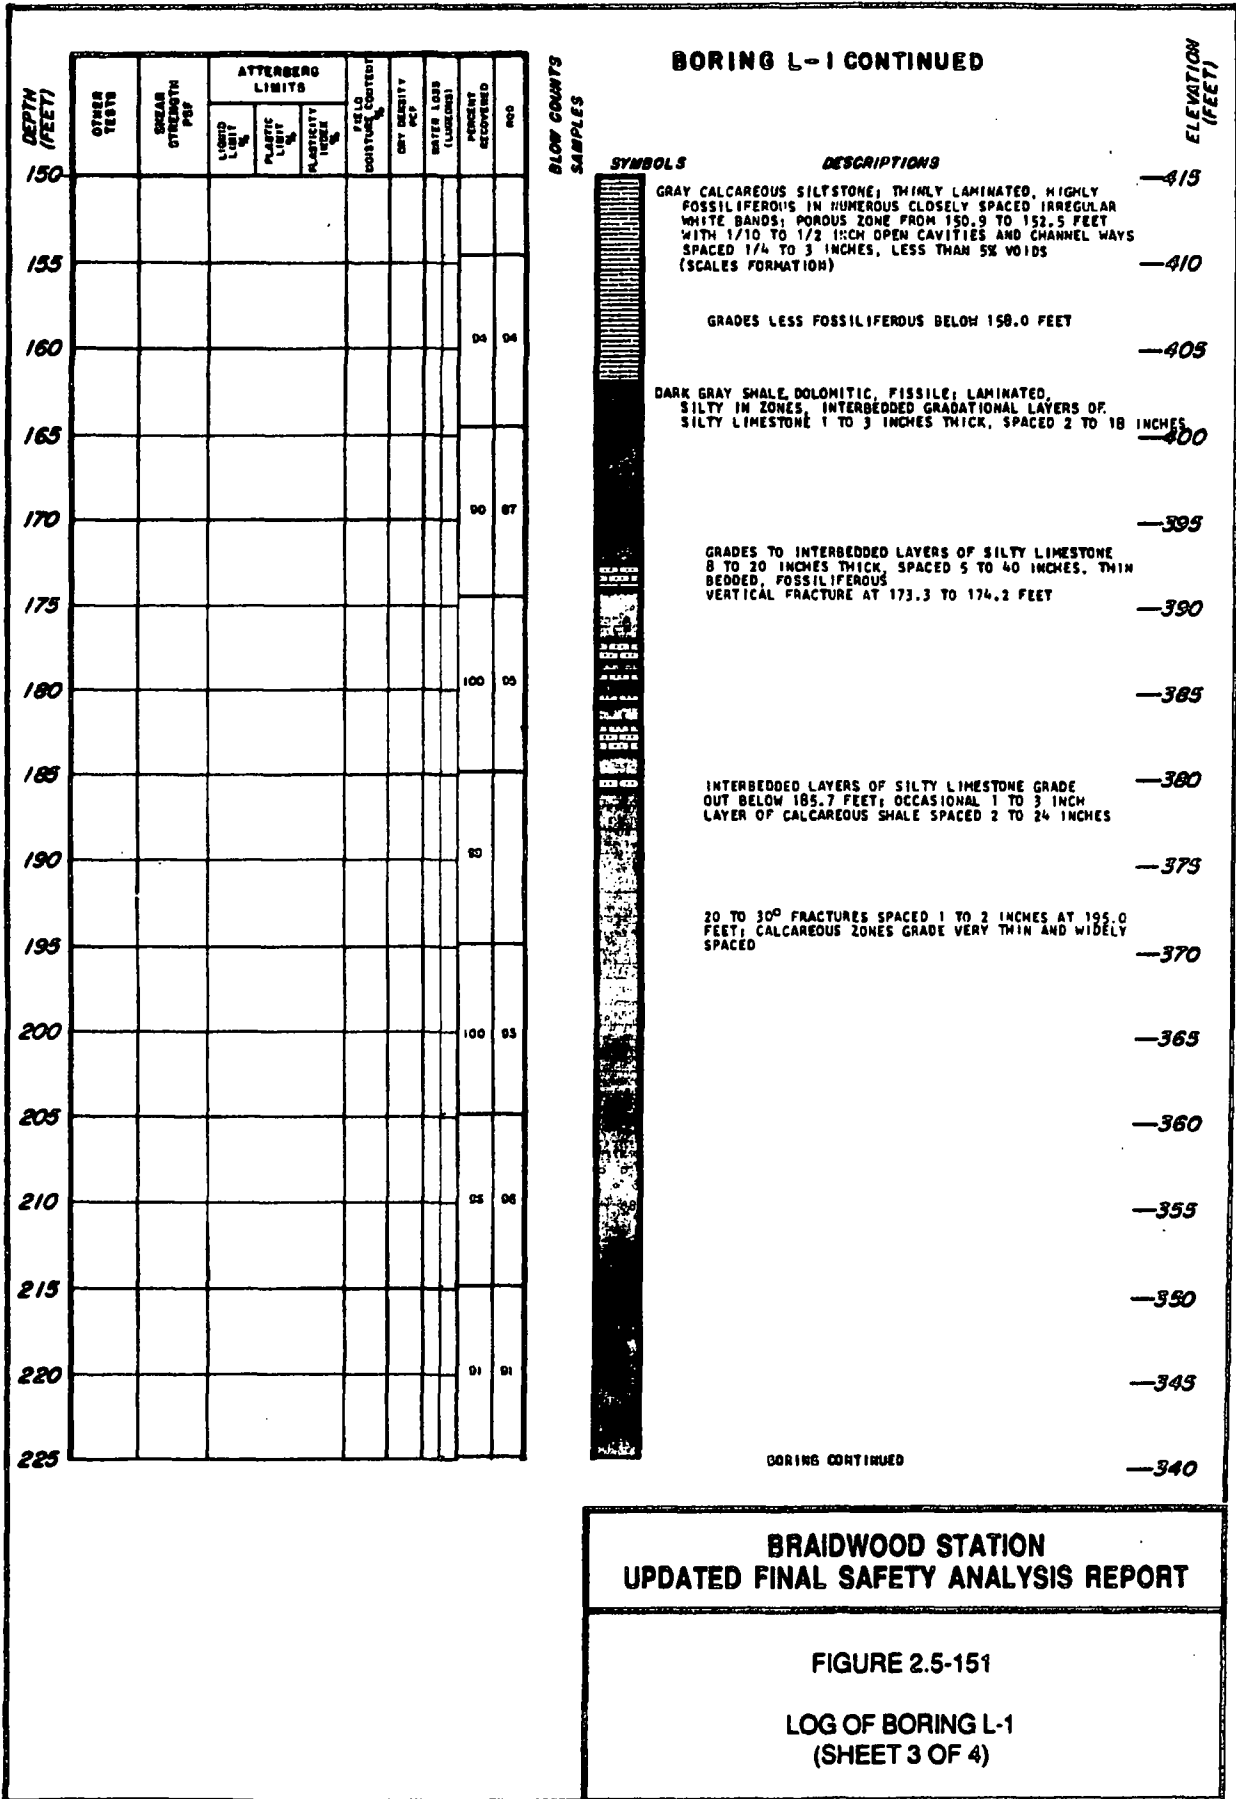 BORING L-1 CONTINUED
DEPTH (FEET)
OTHER TESTS
SHEAR STRENGTH PSF
ATTERBERG LIMITS
LIQUID LIMIT %
PLASTIC LIMIT %
PLASTICITY INDEX %
FIELD MOISTURE CONTENT %
DRY DENSITY PCF
WATER LOSS (LUGEONS)
PERCENT RECOVERED
RQD
BLOW COUNTS
SAMPLES
SYMBOLS
DESCRIPTIONS
ELEVATION (FEET)
150
415
GRAY CALCAREOUS SILTSTONE; THINLY LAMINATED, HIGHLY
FOSSILIFEROUS IN NUMEROUS CLOSELY SPACED IRREGULAR
WHITE BANDS; POROUS ZONE FROM 150.9 TO 152.5 FEET
WITH 1/10 TO 1/2 INCH OPEN CAVITIES AND CHANNEL WAYS
SPACED 1/4 TO 3 INCHES, LESS THAN 5% VOIDS
(SCALES FORMATION)
155
410
GRADES LESS FOSSILIFEROUS BELOW 158.0 FEET
160
94 94
405
DARK GRAY SHALE, DOLOMITIC, FISSILE; LAMINATED,
SILTY IN ZONES, INTERBEDDED GRADATIONAL LAYERS OF
SILTY LIMESTONE 1 TO 3 INCHES THICK, SPACED 2 TO 18 INCHES
165
400
170
90 87
395
GRADES TO INTERBEDDED LAYERS OF SILTY LIMESTONE
8 TO 20 INCHES THICK, SPACED 5 TO 40 INCHES. THIN
BEDDED, FOSSILIFEROUS
VERTICAL FRACTURE AT 173.3 TO 174.2 FEET
175
390
180
100 95
385
185
380
INTERBEDDED LAYERS OF SILTY LIMESTONE GRADE
OUT BELOW 185.7 FEET; OCCASIONAL 1 TO 3 INCH
LAYER OF CALCAREOUS SHALE SPACED 2 TO 24 INCHES
190
375
20 TO 30° FRACTURES SPACED 1 TO 2 INCHES AT 195.0
FEET; CALCAREOUS ZONES GRADE VERY THIN AND WIDELY
SPACED
195
370
200
100 93
365
205
360
210
355
215
350
220
91 91
345
225
BORING CONTINUED
340
BRAIDWOOD STATION
UPDATED FINAL SAFETY ANALYSIS REPORT
FIGURE 2.5-151
LOG OF BORING L-1
(SHEET 3 OF 4)